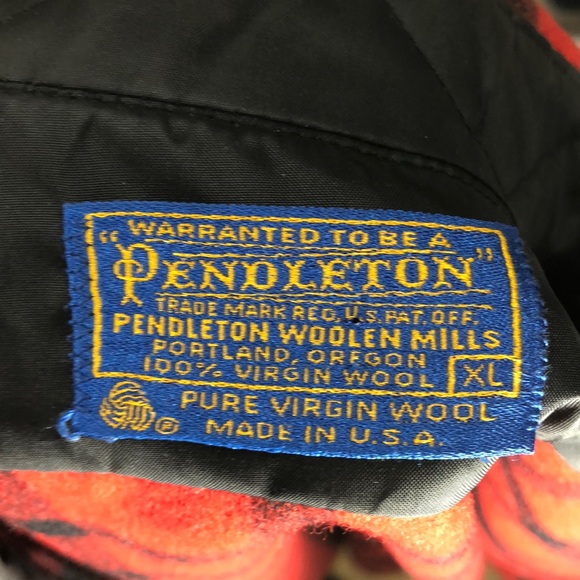 WARRANTED TO BE A
"PENDLETON"
TRADE MARK REG. U.S. PAT. OFF.
PENDLETON WOOLEN MILLS
PORTLAND, OREGON
100% VIRGIN WOOL XL
PURE VIRGIN WOOL
® MADE IN U.S.A.